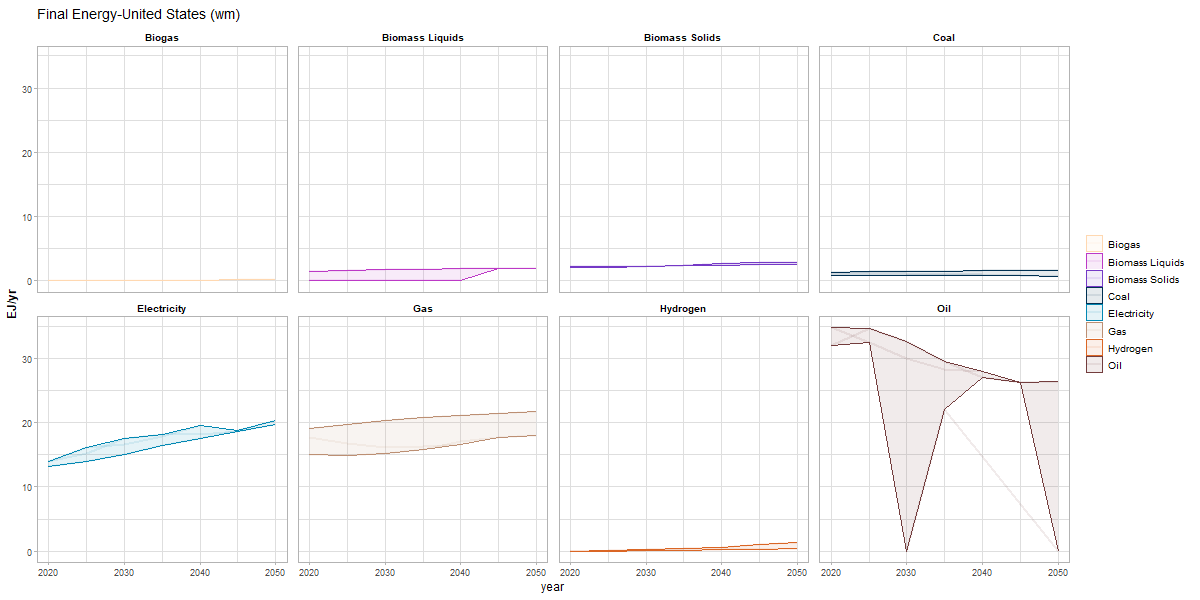 Final Energy-United States (wm)
Biogas
Biomass Liquids
Biomass Solids
Coal
30
20
10
0
EJ/yr
Electricity
Gas
Hydrogen
Oil
30
20
10
0
2020 2030 2040 2050
2020 2030 2040 2050
2020 2030 2040 2050
2020 2030 2040 2050
year
Biogas
Biomass Liquids
Biomass Solids
Coal
Electricity
Gas
Hydrogen
Oil